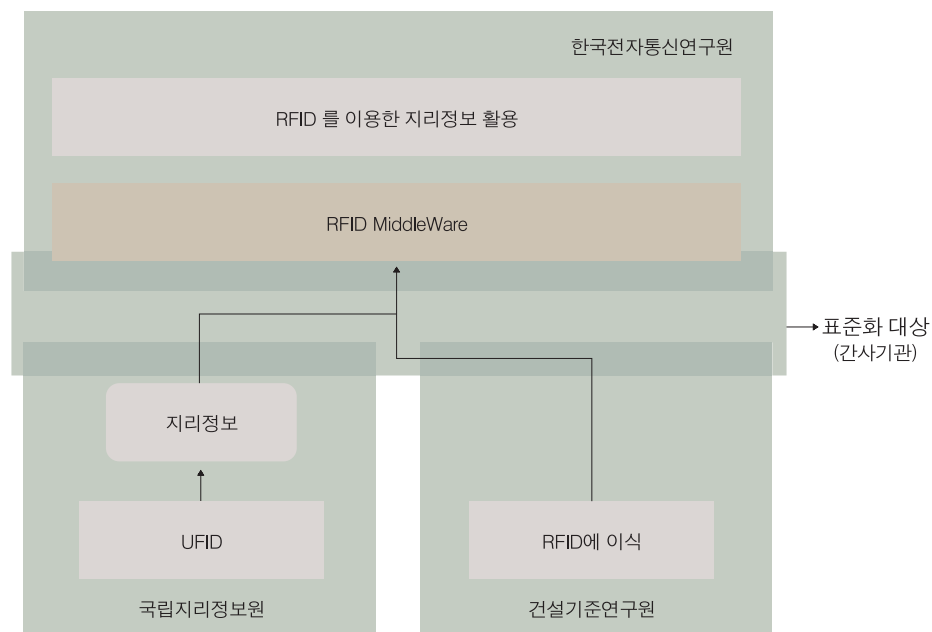 한국전자통신연구원
RFID 를 이용한 지리정보 활용
RFID MiddleWare
표준화 대상
(간사기관)
지리정보
UFID
RFID에 이식
국립지리정보원
건설기준연구원